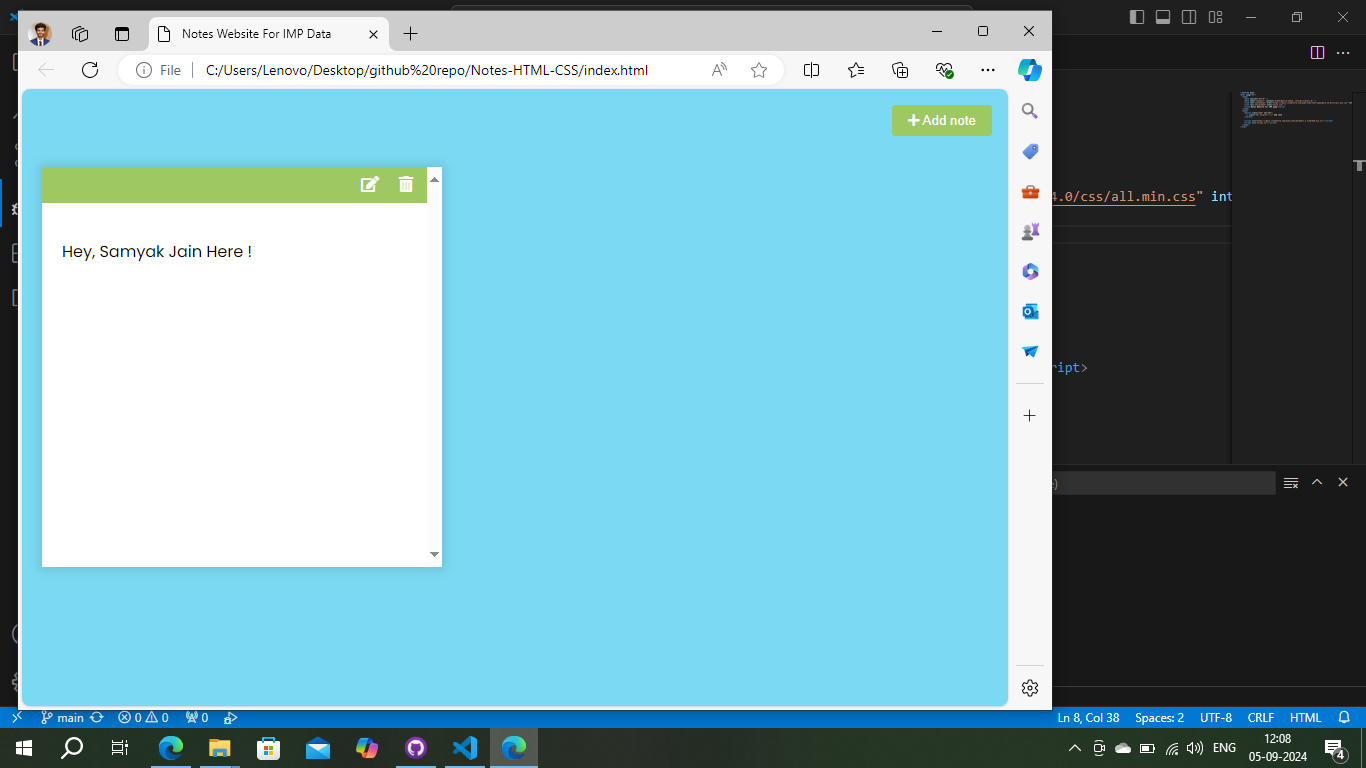 Notes Website For IMP Data
File
C:/Users/Lenovo/Desktop/github%20repo/Notes-HTML-CSS/index.html
Add note
4.0/css/all.min.css" int
Hey, Samyak Jain Here !
ript>
main
0 0
0
Ln 8, Col 38
Spaces: 2
UTF-8
CRLF
HTML
ENG
12:08
05-09-2024
4